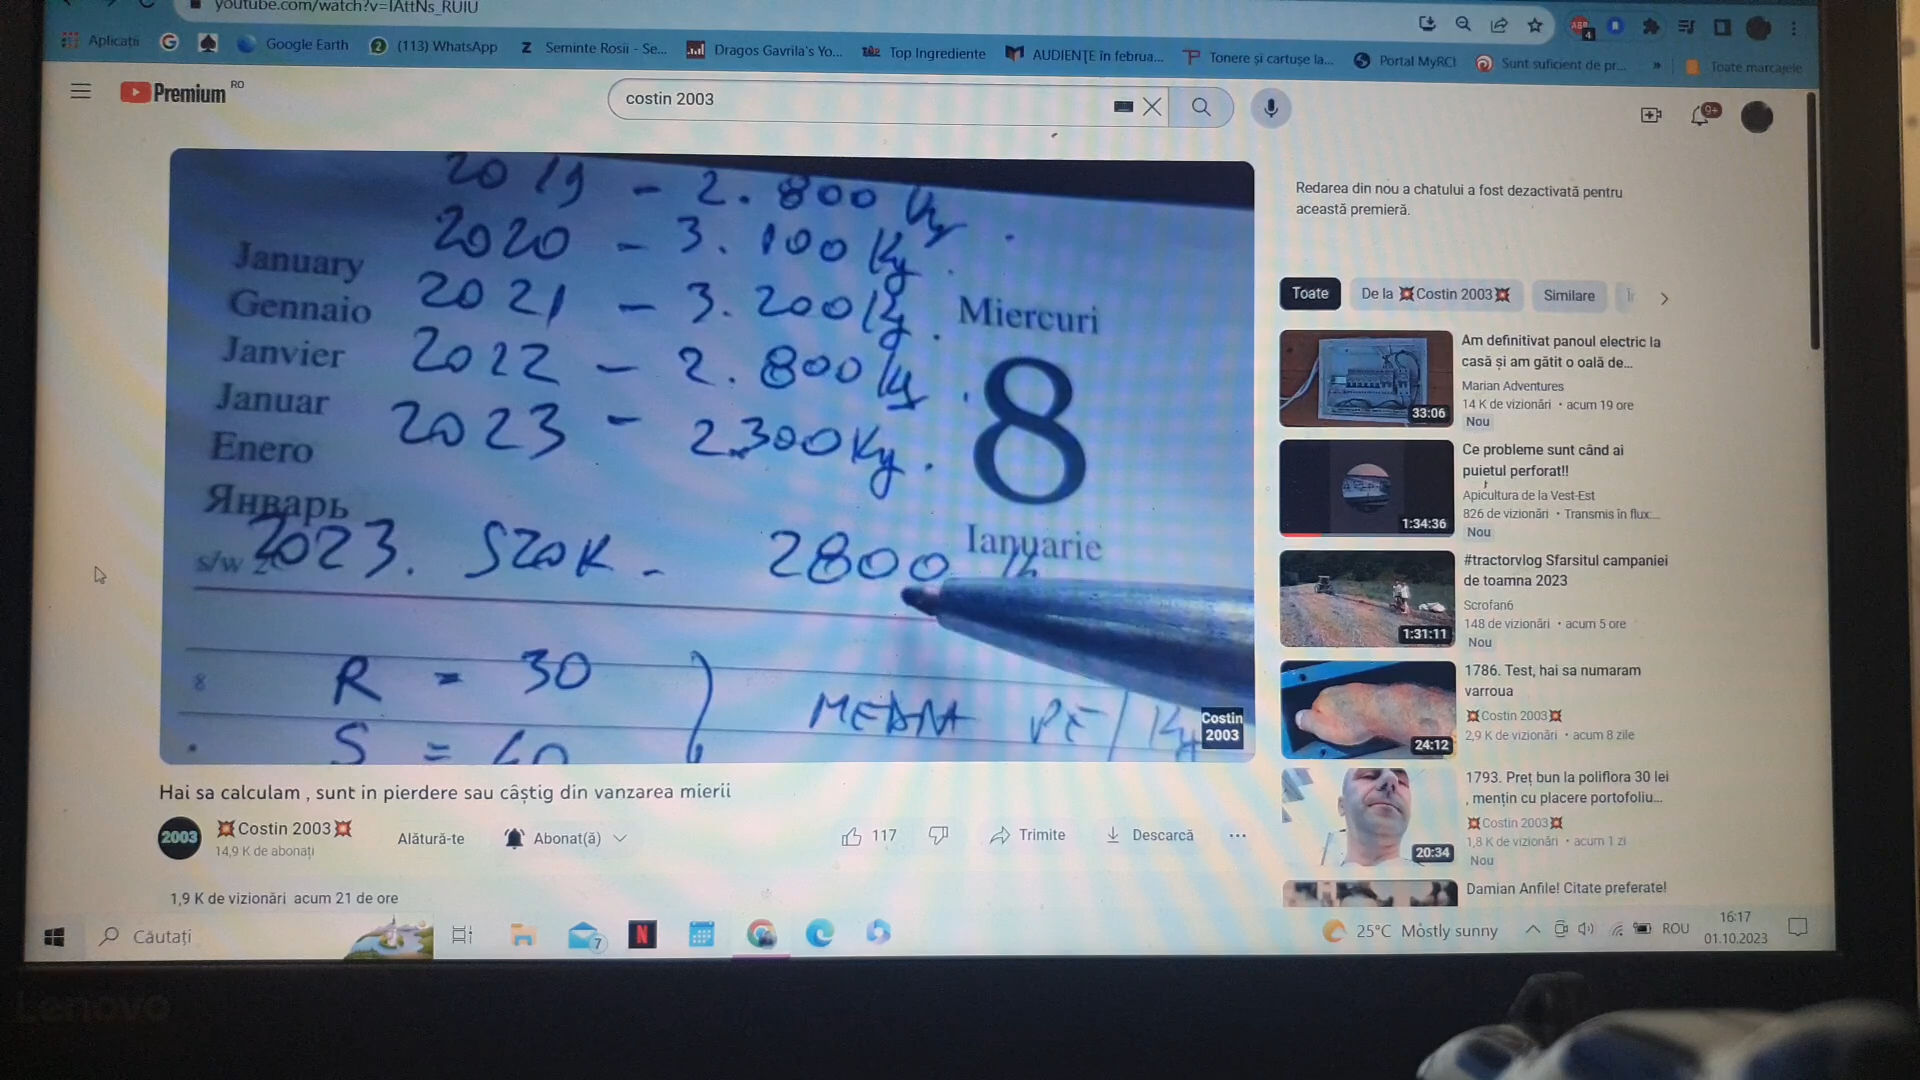 youtube.com/watch?v=IAttNs_RUIU
Aplicații
Google Earth
(113) WhatsApp
Seminte Rosii - Se...
Dragos Gavrila's Yo...
Top Ingrediente
AUDIENȚE în februa...
Tonere și cartușe la...
Portal MyRCI
Sunt suficient de pr...
»
Toate marcajele
Premium RO
costin 2003
9+
2019 - 2.800 Kg.
2020 - 3.100 Kg.
2021 - 3.200 Kg.
2022 - 2.800 Kg.
2023 - 2.300 Kg.
January
Gennaio
Janvier
Januar
Enero
Январь
s/w 2
Miercuri
8
Ianuarie
2023. SZOK - 2800
8
R = 30
S =
MEDIA PE/Kg
Costin
2003
Hai sa calculam , sunt in pierdere sau câștig din vanzarea mierii
2003
💥Costin 2003💥
14,9 K de abonați
Alătură-te
Abonat(ă)
117
Trimite
Descarcă
...
1,9 K de vizionări acum 21 de ore
Redarea din nou a chatului a fost dezactivată pentru
această premieră.
Toate
De la 💥Costin 2003💥
Similare
33:06
Am definitivat panoul electric la
casă și am gătit o oală de...
Marian Adventures
14 K de vizionări • acum 19 ore
Nou
1:34:36
Ce probleme sunt când ai
puietul perforat!!
Apicultura de la Vest-Est
826 de vizionări • Transmis în flux...
Nou
1:31:11
#tractorvlog Sfarsitul campaniei
de toamna 2023
Scrofan6
148 de vizionări • acum 5 ore
Nou
24:12
1786. Test, hai sa numaram
varroua
💥Costin 2003💥
2,9 K de vizionări • acum 8 zile
20:34
1793. Preț bun la poliflora 30 lei
, mențin cu placere portofoliu...
💥Costin 2003💥
1,8 K de vizionări • acum 1 zi
Nou
Damian Anfile! Citate preferate!
Căutați
7
25°C Mostly sunny
ROU
16:17
01.10.2023
Lenovo